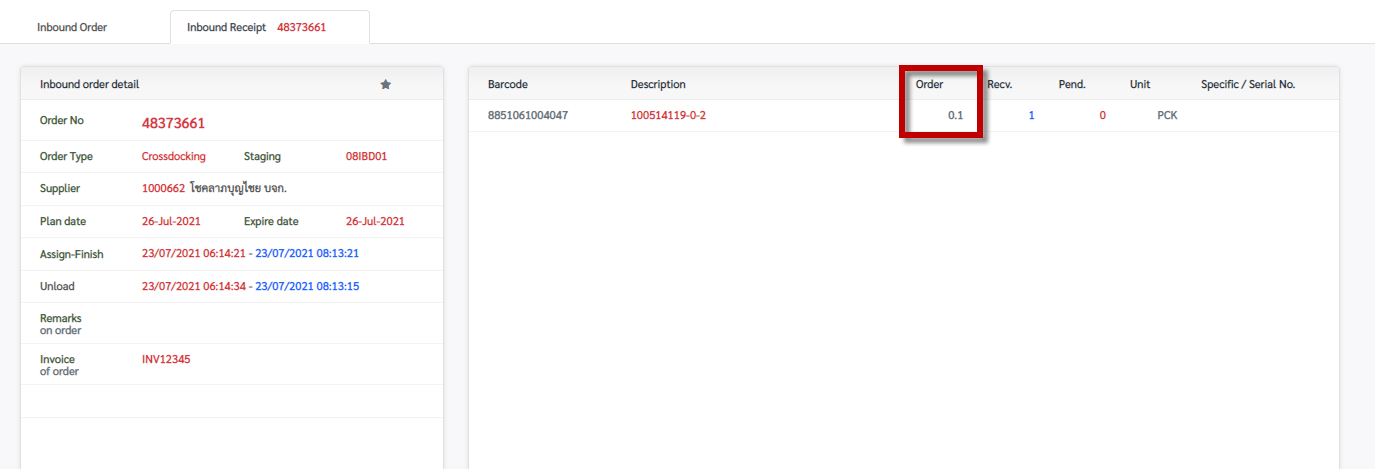 Inbound Order Inbound Receipt 48373661
Inbound order detail
Order No 48373661
Order Type Crossdocking Staging 08IBD01
Supplier 1000662 โชคลาภบุญไชย บจก.
Plan date 26-Jul-2021 Expire date 26-Jul-2021
Assign-Finish 23/07/2021 06:14:21 - 23/07/2021 08:13:21
Unload 23/07/2021 06:14:34 - 23/07/2021 08:13:15
Remarks
on order
Invoice INV12345
of order
Barcode Description Order Recv. Pend. Unit Specific / Serial No.
8851061004047 100514119-0-2 0.1 1 0 PCK